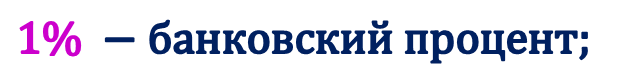 1% — банковский процент;